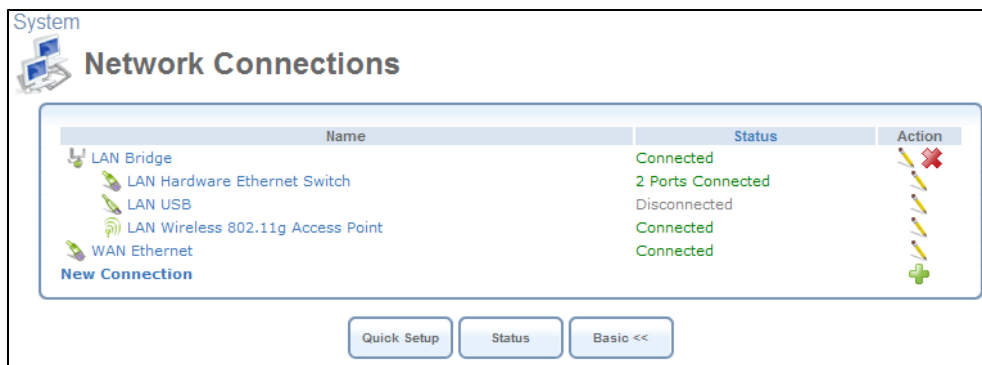 System
Network Connections
Name Status Action
LAN Bridge Connected
LAN Hardware Ethernet Switch 2 Ports Connected
LAN USB Disconnected
LAN Wireless 802.11g Access Point Connected
WAN Ethernet Connected
New Connection
Quick Setup Status Basic <<